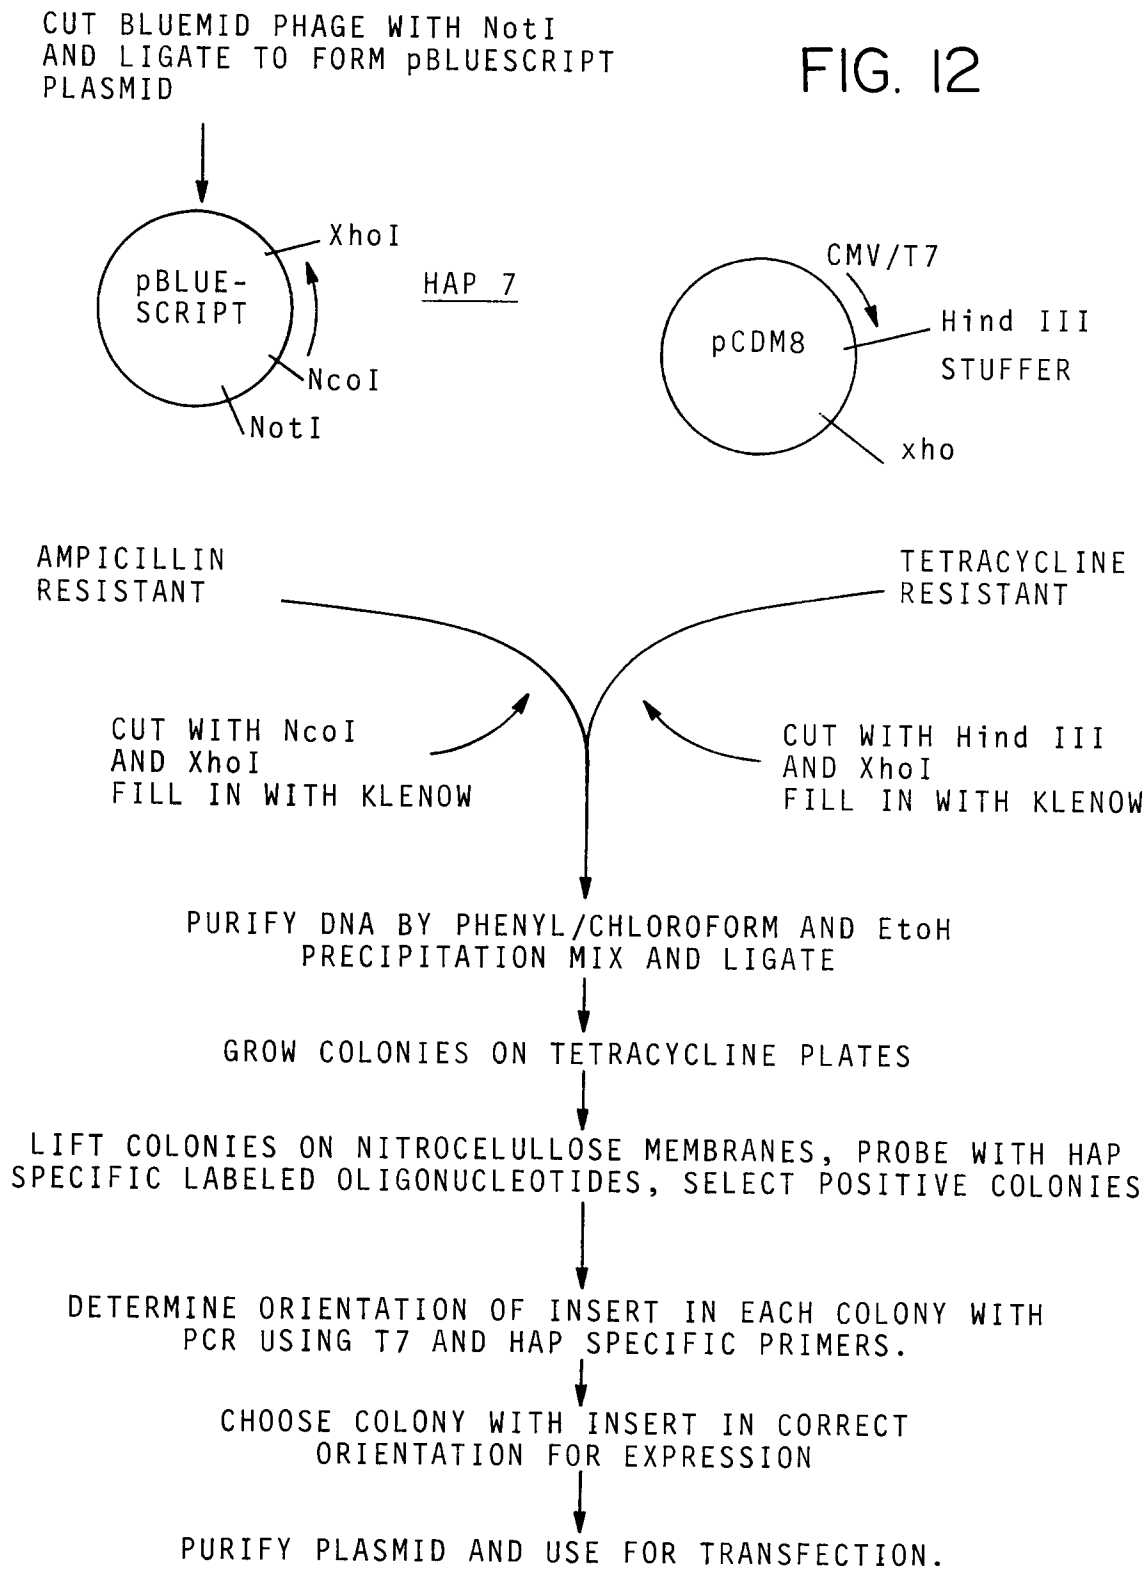 CUT BLUEMID PHAGE WITH NotI
AND LIGATE TO FORM pBLUESCRIPT
PLASMID
FIG. 12
XhoI
pBLUE-
SCRIPT
HAP 7
NcoI
NotI
CMV/T7
pCDM8
Hind III
STUFFER
xho
AMPICILLIN
RESISTANT
TETRACYCLINE
RESISTANT
CUT WITH NcoI
AND XhoI
FILL IN WITH KLENOW
CUT WITH Hind III
AND XhoI
FILL IN WITH KLENOW
PURIFY DNA BY PHENYL/CHLOROFORM AND EtoH
PRECIPITATION MIX AND LIGATE
GROW COLONIES ON TETRACYCLINE PLATES
LIFT COLONIES ON NITROCELULLOSE MEMBRANES, PROBE WITH HAP
SPECIFIC LABELED OLIGONUCLEOTIDES, SELECT POSITIVE COLONIES
DETERMINE ORIENTATION OF INSERT IN EACH COLONY WITH
PCR USING T7 AND HAP SPECIFIC PRIMERS.
CHOOSE COLONY WITH INSERT IN CORRECT
ORIENTATION FOR EXPRESSION
PURIFY PLASMID AND USE FOR TRANSFECTION.